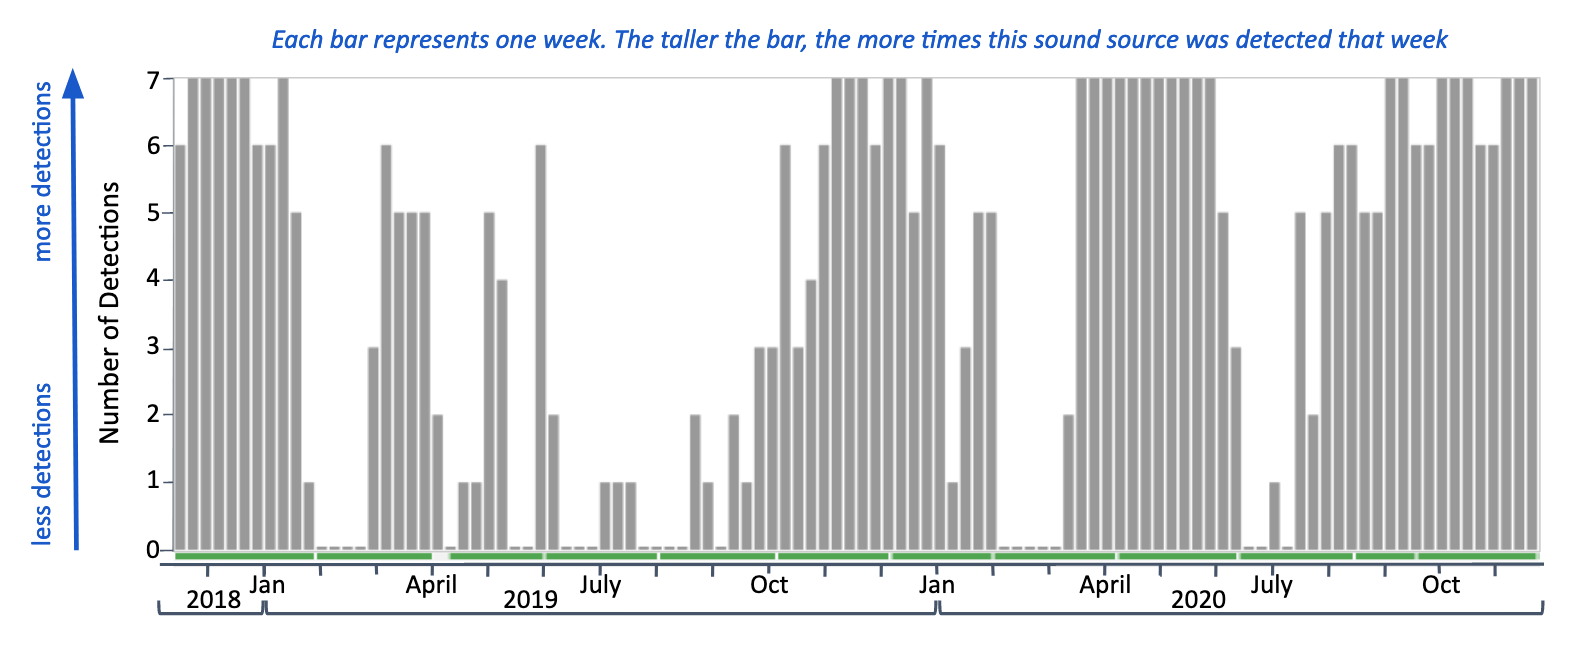 Each bar represents one week. The taller the bar, the more times this sound source was detected that week
more detections
less detections
Number of Detections
7
6
5
4
3
2
1
0
Jan April July Oct Jan April July Oct
2018 2019 2020